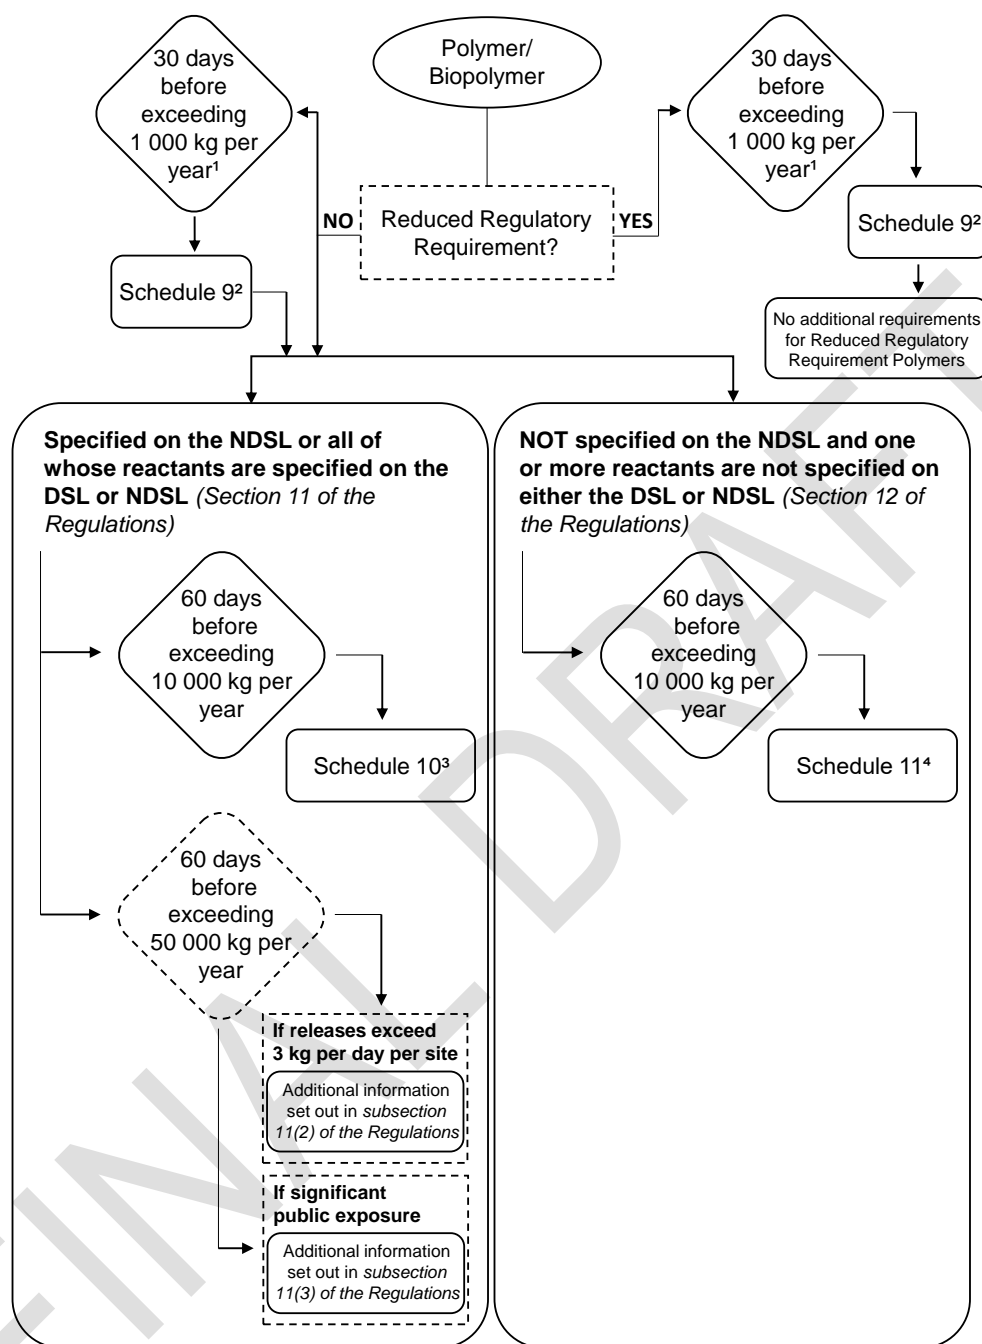 Polymer/
Biopolymer
30 days
before
exceeding
1 000 kg per
year¹
30 days
before
exceeding
1 000 kg per
year¹
NO
Reduced Regulatory
Requirement?
YES
Schedule 9²
Schedule 9²
No additional requirements
for Reduced Regulatory
Requirement Polymers
Specified on the NDSL or all of
whose reactants are specified on the
DSL or NDSL (Section 11 of the
Regulations)
60 days
before
exceeding
10 000 kg per
year
Schedule 10³
60 days
before
exceeding
50 000 kg per
year
If releases exceed
3 kg per day per site
Additional information
set out in subsection
11(2) of the Regulations
If significant
public exposure
Additional information
set out in subsection
11(3) of the Regulations
NOT specified on the NDSL and one
or more reactants are not specified on
either the DSL or NDSL (Section 12 of
the Regulations)
60 days
before
exceeding
10 000 kg per
year
Schedule 11⁴
FINAL DRAFT